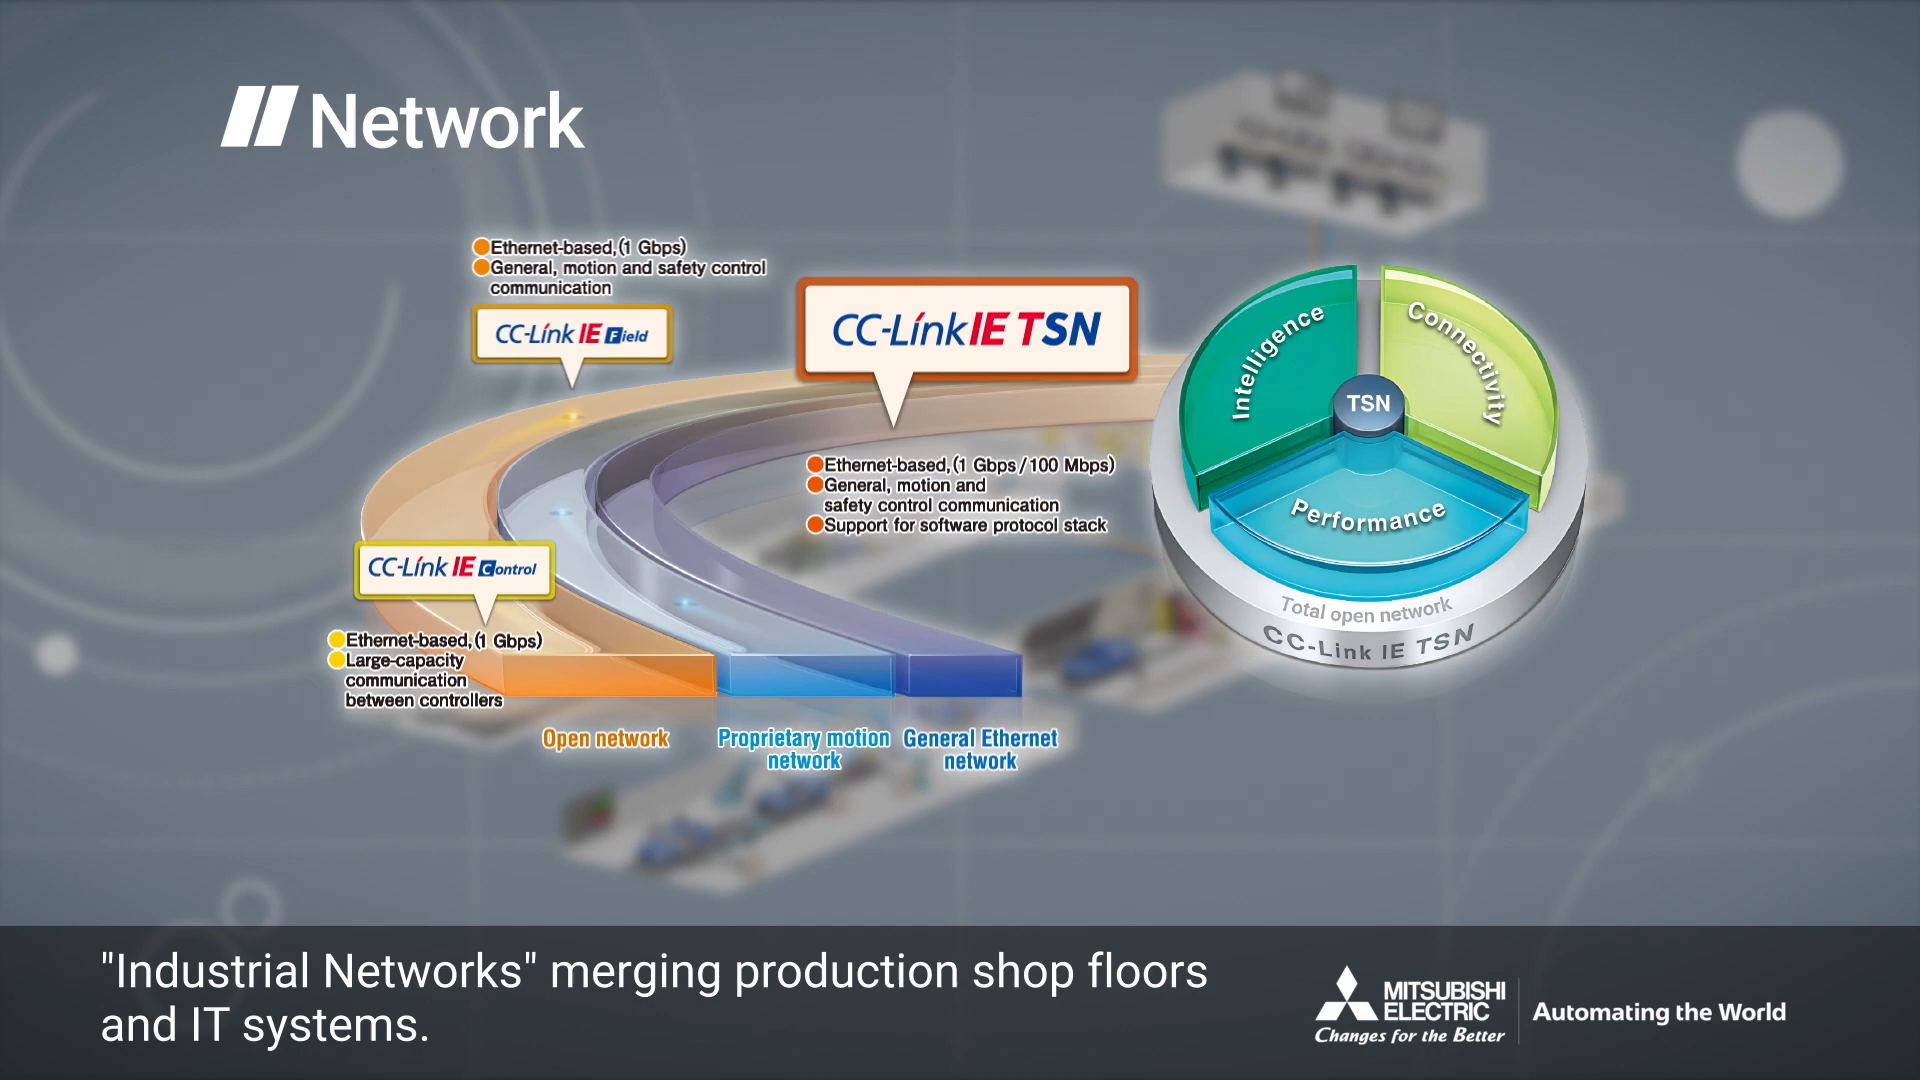 Network
Ethernet-based, (1 Gbps)
General, motion and safety control
communication
CC-Link IE Field
CC-Link IE TSN
Intelligence
Connectivity
TSN
Performance
Total open network
CC-Link IE TSN
Ethernet-based, (1 Gbps / 100 Mbps)
General, motion and
safety control communication
Support for software protocol stack
CC-Link IE Control
Ethernet-based, (1 Gbps)
Large-capacity
communication
between controllers
Open network
Proprietary motion
network
General Ethernet
network
"Industrial Networks" merging production shop floors
and IT systems.
MITSUBISHI
ELECTRIC
Changes for the Better
Automating the World